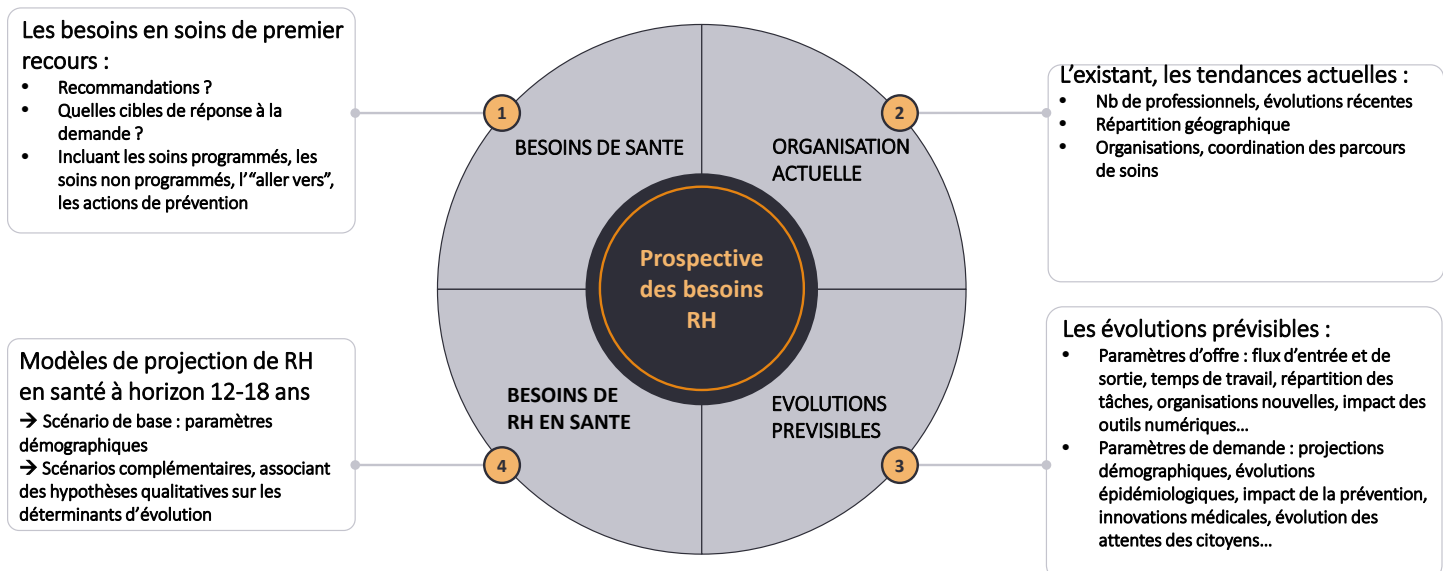 Les besoins en soins de premier
recours :
• Recommandations ?
• Quelles cibles de réponse à la
demande ?
• Incluant les soins programmés, les
soins non programmés, l'“aller vers”,
les actions de prévention
1
BESOINS DE SANTE
2
ORGANISATION
ACTUELLE
L'existant, les tendances actuelles :
• Nb de professionnels, évolutions récentes
• Répartition géographique
• Organisations, coordination des parcours
de soins
Prospective
des besoins
RH
Les évolutions prévisibles :
• Paramètres d'offre : flux d'entrée et de
sortie, temps de travail, répartition des
tâches, organisations nouvelles, impact des
outils numériques…
• Paramètres de demande : projections
démographiques, évolutions
épidémiologiques, impact de la prévention,
innovations médicales, évolution des
attentes des citoyens…
3
EVOLUTIONS
PREVISIBLES
4
BESOINS DE
RH EN SANTE
Modèles de projection de RH
en santé à horizon 12-18 ans
→ Scénario de base : paramètres
démographiques
→ Scénarios complémentaires, associant
des hypothèses qualitatives sur les
déterminants d'évolution